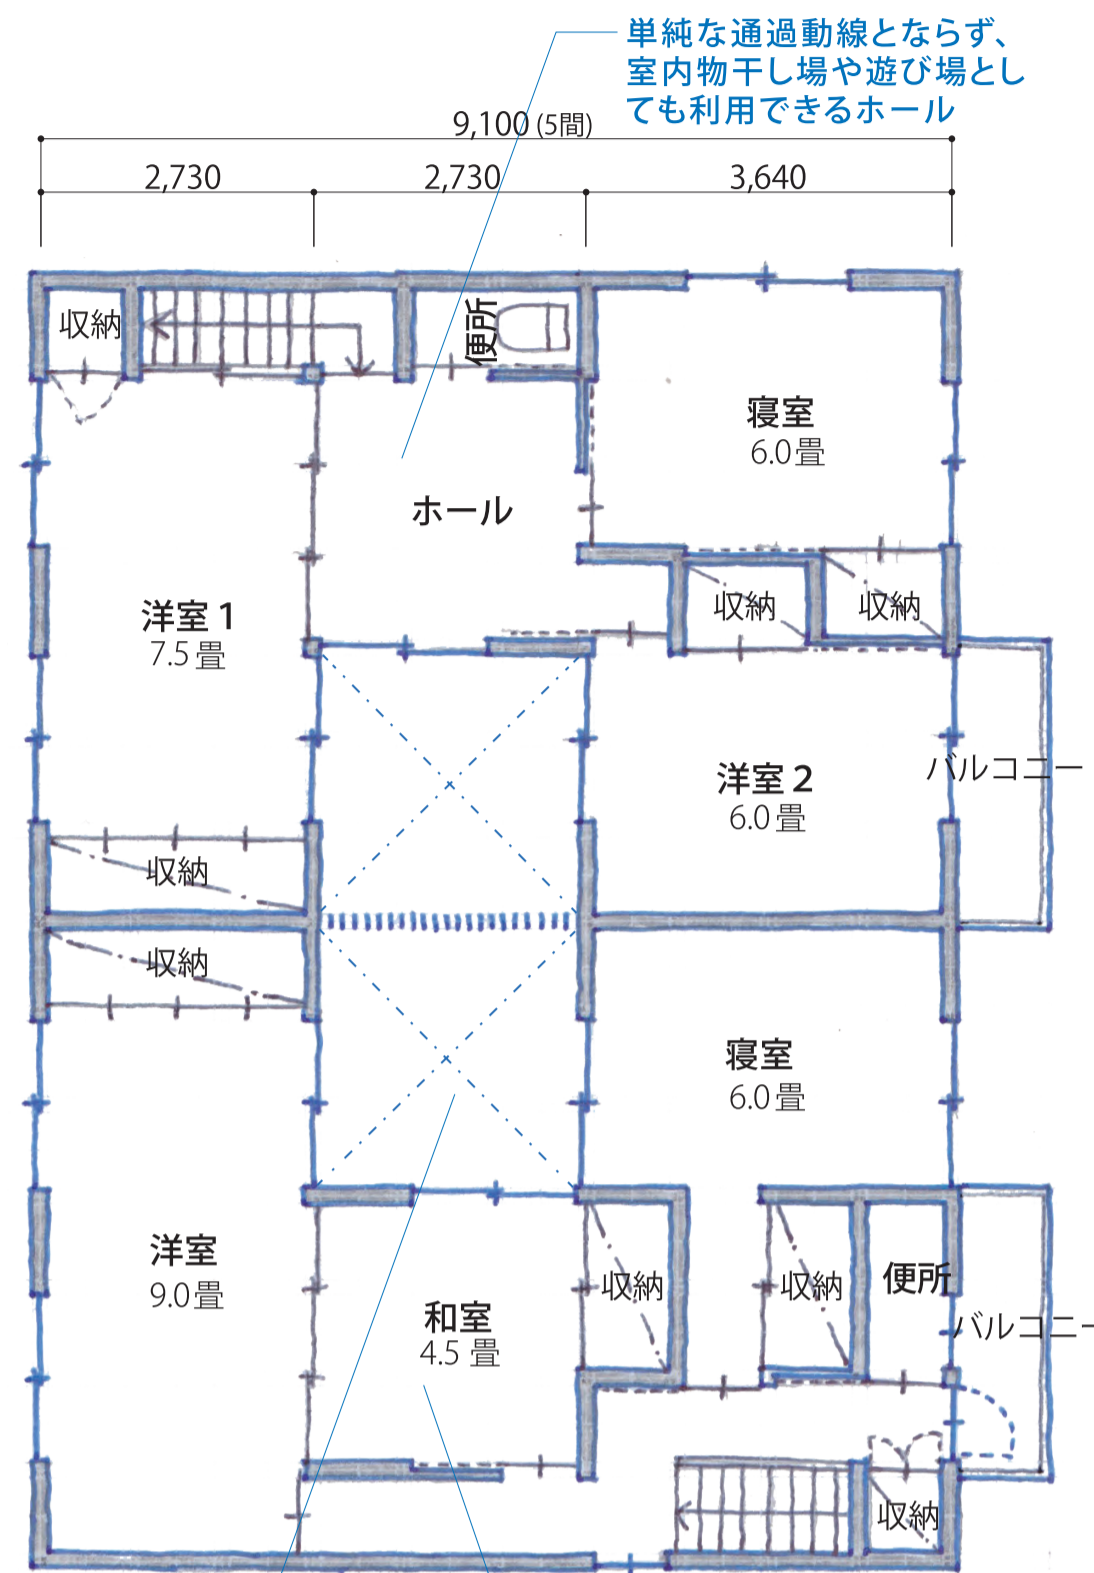 単純な通過動線とならず、
室内物干し場や遊び場とし
ても利用できるホール
9,100 (5間)
2,730
2,730
3,640
収納
便所
寝室
6.0畳
ホール
洋室 1
7.5 畳
収納
収納
洋室 2
6.0 畳
バルコニー
収納
収納
寝室
6.0 畳
洋室
9.0 畳
収納
収納
便所
和室
4.5 畳
バルコニー
収納